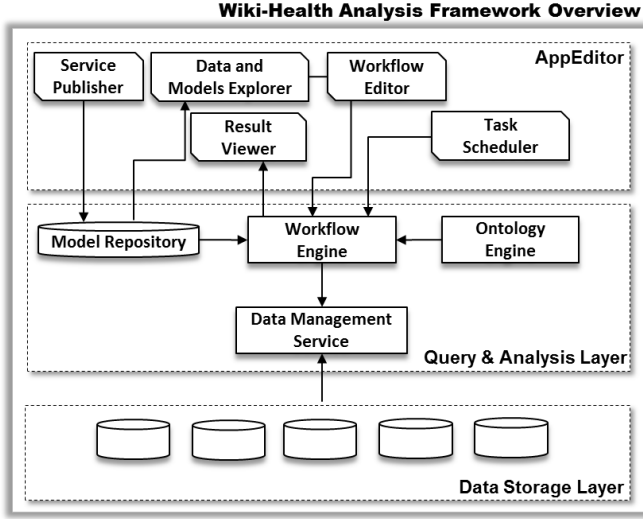 Wiki-Health Analysis Framework Overview
AppEditor
Service
Publisher
Data and
Models Explorer
Workflow
Editor
Result
Viewer
Task
Scheduler
Model Repository
Workflow
Engine
Ontology
Engine
Data Management
Service
Query & Analysis Layer
Data Storage Layer